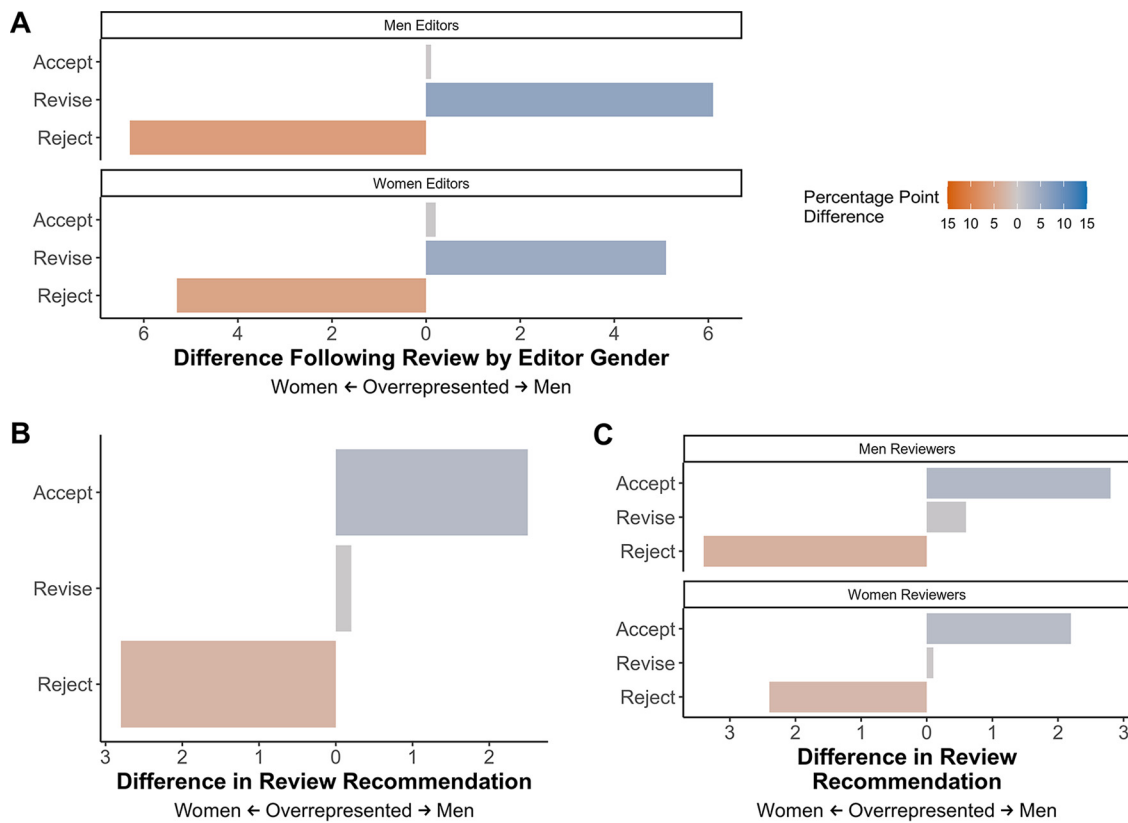 A
Men Editors
Accept
Revise
Reject
Women Editors
Accept
Revise
Reject
6 4 2 0 2 4 6
Difference Following Review by Editor Gender
Women ← Overrepresented → Men
Percentage Point
Difference
15 10 5 0 5 10 15
B
Accept
Revise
Reject
3 2 1 0 1 2
Difference in Review Recommendation
Women ← Overrepresented → Men
C
Men Reviewers
Accept
Revise
Reject
Women Reviewers
Accept
Revise
Reject
3 2 1 0 1 2 3
Difference in Review
Recommendation
Women ← Overrepresented → Men